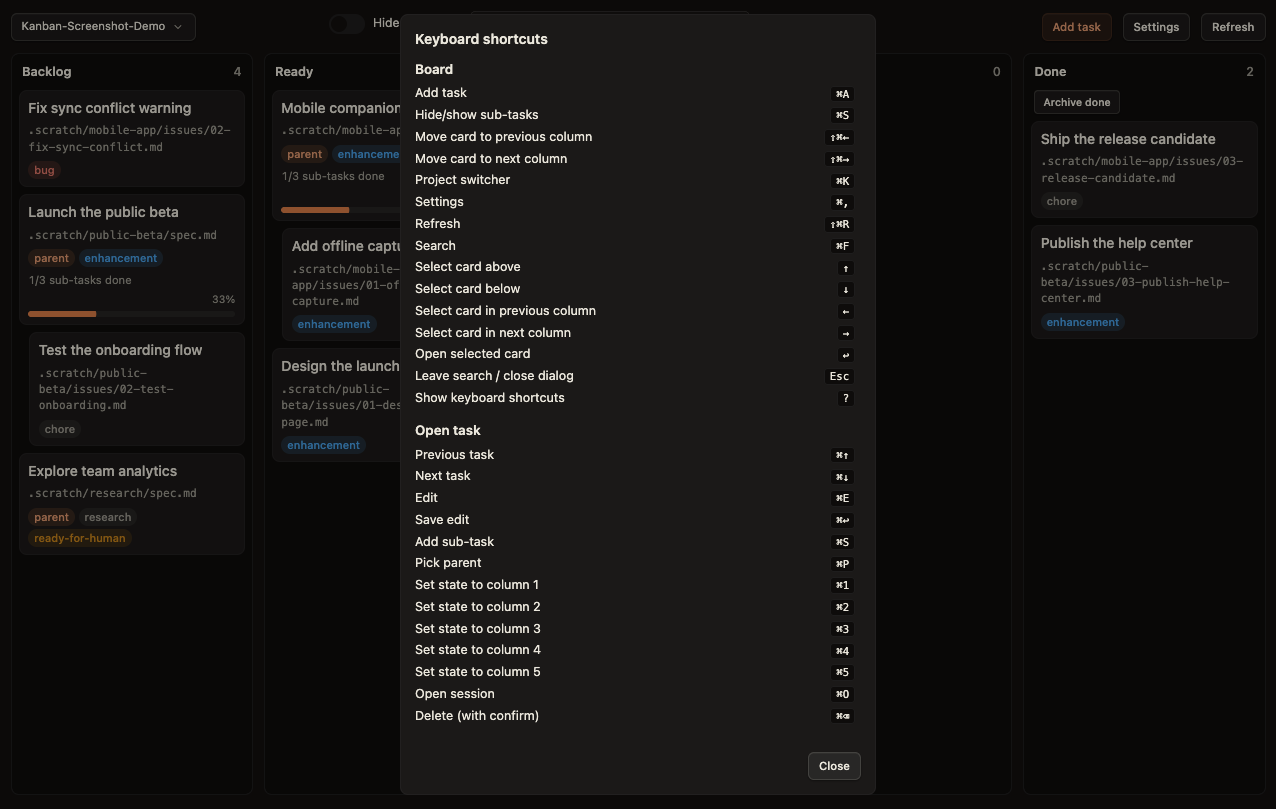 Kanban-Screenshot-Demo
Hide
Add task
Settings
Refresh
Backlog 4
Fix sync conflict warning
.scratch/mobile-app/issues/02-
fix-sync-conflict.md
bug
Launch the public beta
.scratch/public-beta/spec.md
parent enhancement
1/3 sub-tasks done
33%
Test the onboarding flow
.scratch/public-
beta/issues/02-test-
onboarding.md
chore
Explore team analytics
.scratch/research/spec.md
parent research
ready-for-human
Ready
Mobile companion
.scratch/mobile-ap
parent enhanceme
1/3 sub-tasks done
Add offline captu
.scratch/mobile-
app/issues/01-of
capture.md
enhancement
Design the launch
.scratch/public-
beta/issues/01-des
page.md
enhancement
Keyboard shortcuts
Board
Add task ⌘A
Hide/show sub-tasks ⌘S
Move card to previous column ⇧⌘←
Move card to next column ⇧⌘→
Project switcher ⌘K
Settings ⌘,
Refresh ⇧⌘R
Search ⌘F
Select card above ↑
Select card below ↓
Select card in previous column ←
Select card in next column →
Open selected card ↩
Leave search / close dialog Esc
Show keyboard shortcuts ?
Open task
Previous task ⌘↑
Next task ⌘↓
Edit ⌘E
Save edit ⌘↩
Add sub-task ⌘S
Pick parent ⌘P
Set state to column 1 ⌘1
Set state to column 2 ⌘2
Set state to column 3 ⌘3
Set state to column 4 ⌘4
Set state to column 5 ⌘5
Open session ⌘O
Delete (with confirm) ⌘⌫
Close
0
Done 2
Archive done
Ship the release candidate
.scratch/mobile-app/issues/03-
release-candidate.md
chore
Publish the help center
.scratch/public-
beta/issues/03-publish-help-
center.md
enhancement